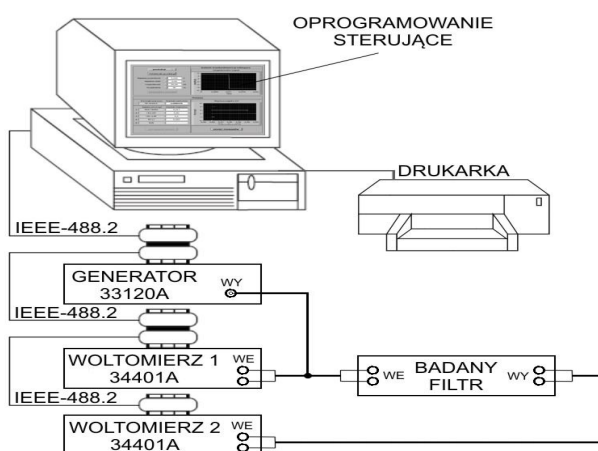 OPROGRAMOWANIE
STERUJĄCE
DRUKARKA
IEEE-488.2
GENERATOR
33120A
WY
IEEE-488.2
WOLTOMIERZ 1
34401A
WE
WE
BADANY
FILTR
WY
IEEE-488.2
WOLTOMIERZ 2
34401A
WE